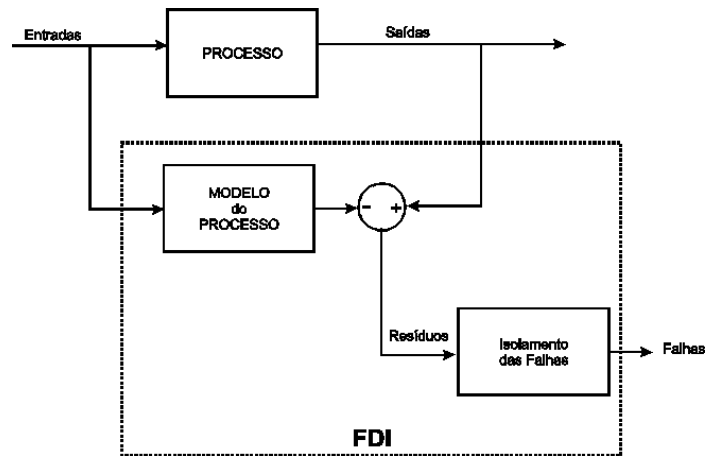 Entradas
PROCESSO
Saídas
MODELO
do
PROCESSO
-
+
Resíduos
Isolamento
das Falhas
Falhas
FDI